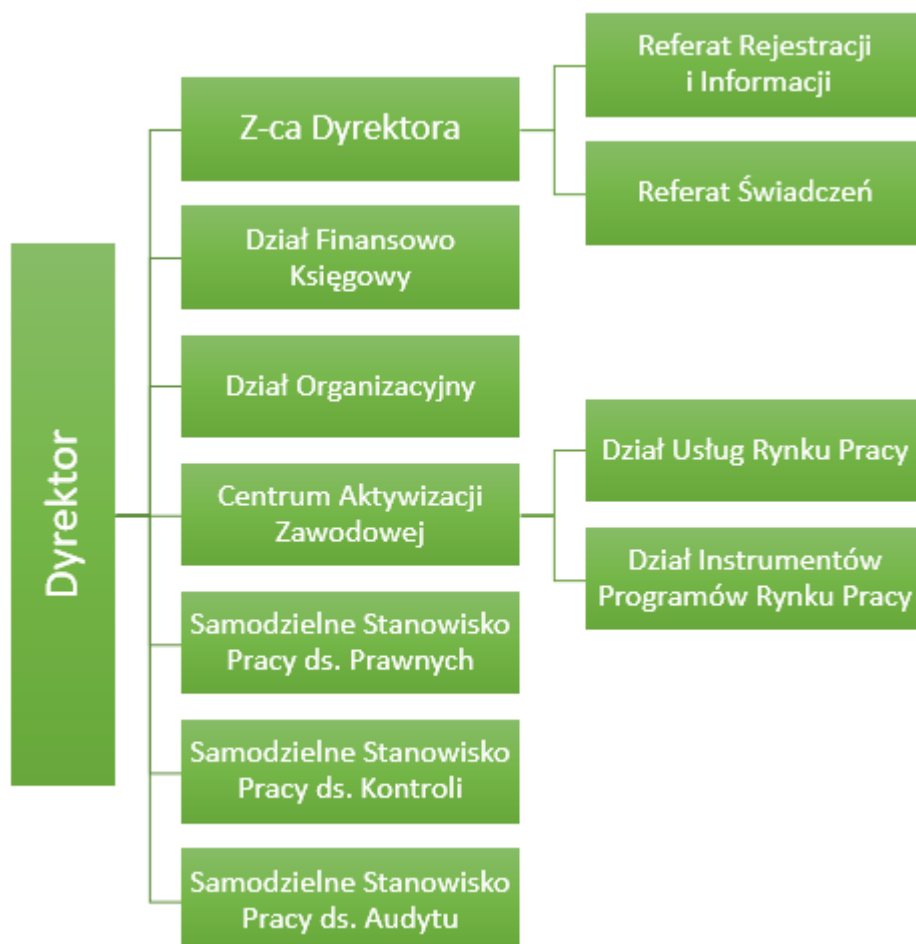 Dyrektor
Z-ca Dyrektora
Referat Rejestracji
i Informacji
Referat Świadczeń
Dział Finansowo
Księgowy
Dział Organizacyjny
Centrum Aktywizacji
Zawodowej
Dział Usług Rynku Pracy
Dział Instrumentów
Programów Rynku Pracy
Samodzielne Stanowisko
Pracy ds. Prawnych
Samodzielne Stanowisko
Pracy ds. Kontroli
Samodzielne Stanowisko
Pracy ds. Audytu